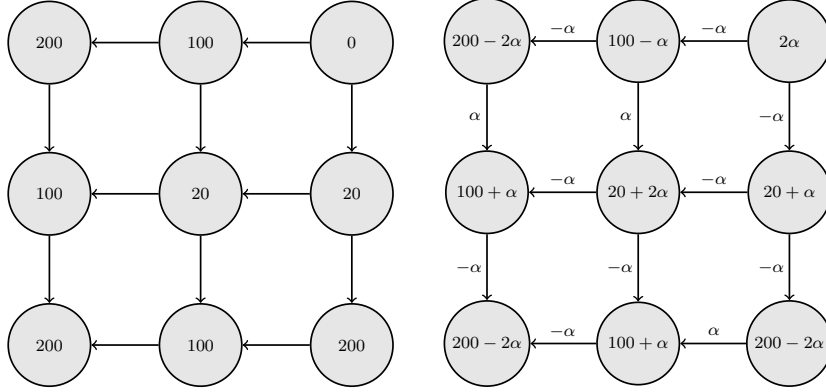 200 100 0
100 20 20
200 100 200
200 − 2α −α 100 − α −α 2α
α α −α
100 + α −α 20 + 2α −α 20 + α
−α −α −α
200 − 2α −α 100 + α α 200 − 2α